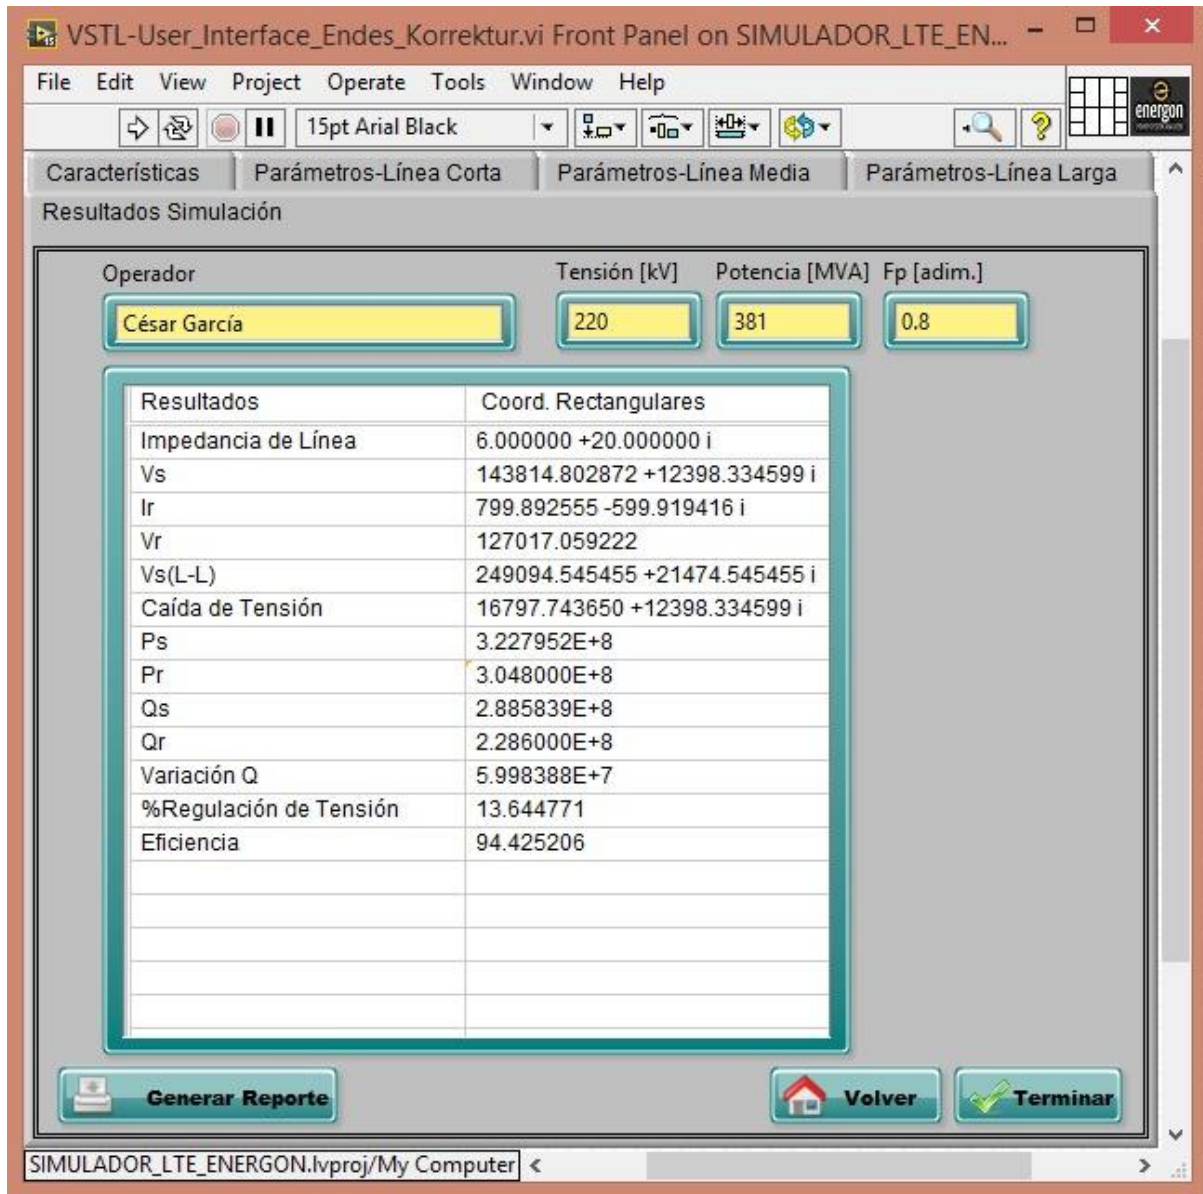 VSTL-User_Interface_Endes_Korrektur.vi Front Panel on SIMULADOR_LTE_EN...
File Edit View Project Operate Tools Window Help
15pt Arial Black
energon
Características Parámetros-Línea Corta Parámetros-Línea Media Parámetros-Línea Larga
Resultados Simulación
Operador Tensión [kV] Potencia [MVA] Fp [adim.]
César García 220 381 0.8
Resultados Coord. Rectangulares
Impedancia de Línea 6.000000 +20.000000 i
Vs 143814.802872 +12398.334599 i
Ir 799.892555 -599.919416 i
Vr 127017.059222
Vs(L-L) 249094.545455 +21474.545455 i
Caída de Tensión 16797.743650 +12398.334599 i
Ps 3.227952E+8
Pr 3.048000E+8
Qs 2.885839E+8
Qr 2.286000E+8
Variación Q 5.998388E+7
%Regulación de Tensión 13.644771
Eficiencia 94.425206
Generar Reporte Volver Terminar
SIMULADOR_LTE_ENERGON.lvproj/My Computer